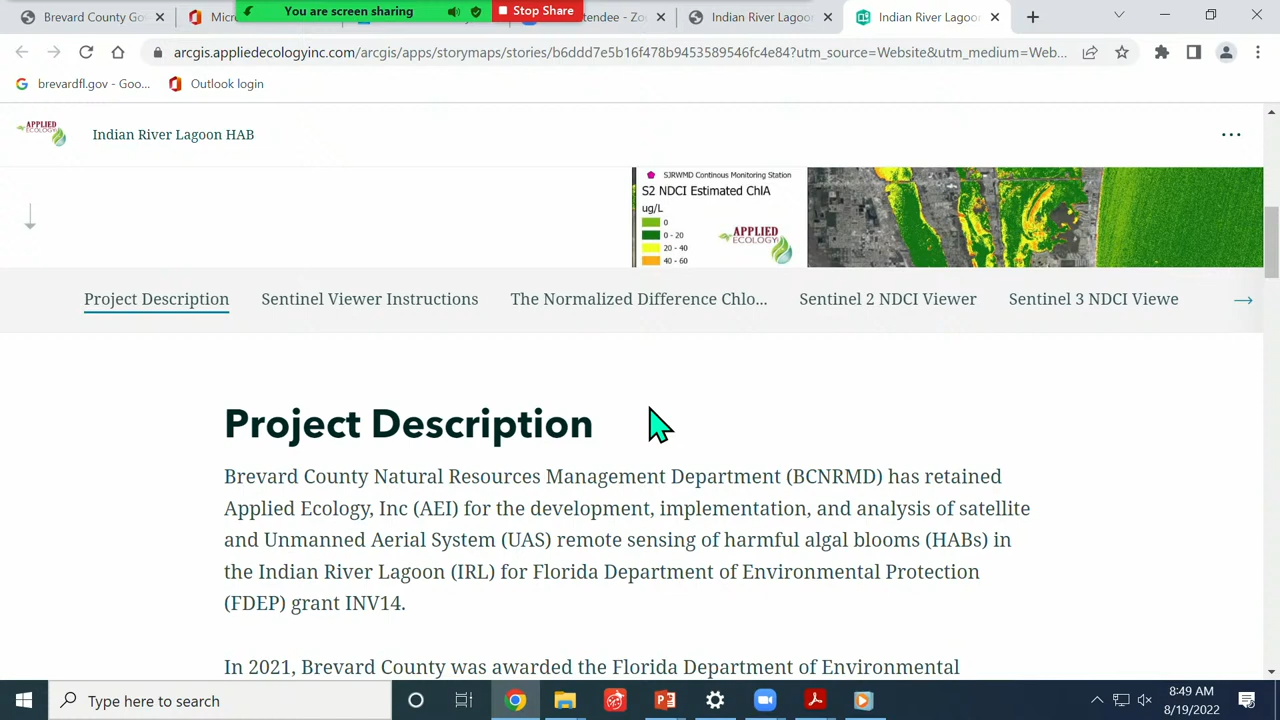 Brevard County Go
Micr
You are screen sharing
Stop Share
tendee - Zo
Indian River Lagoo
Indian River Lagoo
arcgis.appliedecologyinc.com/arcgis/apps/storymaps/stories/b6ddd7e5b16f478b9453589546fc4e84?utm_source=Website&utm_medium=Web...
brevardfl.gov - Goo...
Outlook login
APPLIED ECOLOGY
Indian River Lagoon HAB
SJRWMD Continous Monitoring Station
S2 NDCI Estimated ChlA
ug/L
0
0 - 20
20 - 40
40 - 60
APPLIED
ECOLOGY
Project Description
Sentinel Viewer Instructions
The Normalized Difference Chlo...
Sentinel 2 NDCI Viewer
Sentinel 3 NDCI Viewe
Project Description
Brevard County Natural Resources Management Department (BCNRMD) has retained
Applied Ecology, Inc (AEI) for the development, implementation, and analysis of satellite
and Unmanned Aerial System (UAS) remote sensing of harmful algal blooms (HABs) in
the Indian River Lagoon (IRL) for Florida Department of Environmental Protection
(FDEP) grant INV14.
In 2021, Brevard County was awarded the Florida Department of Environmental
Type here to search
8:49 AM
8/19/2022